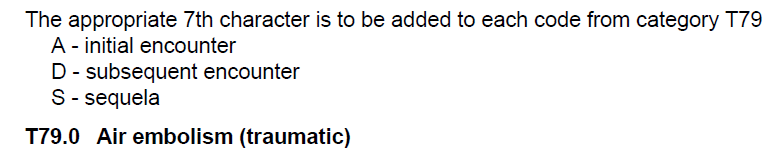 The appropriate 7th character is to be added to each code from category T79
A - initial encounter
D - subsequent encounter
S - sequela
T79.0 Air embolism (traumatic)